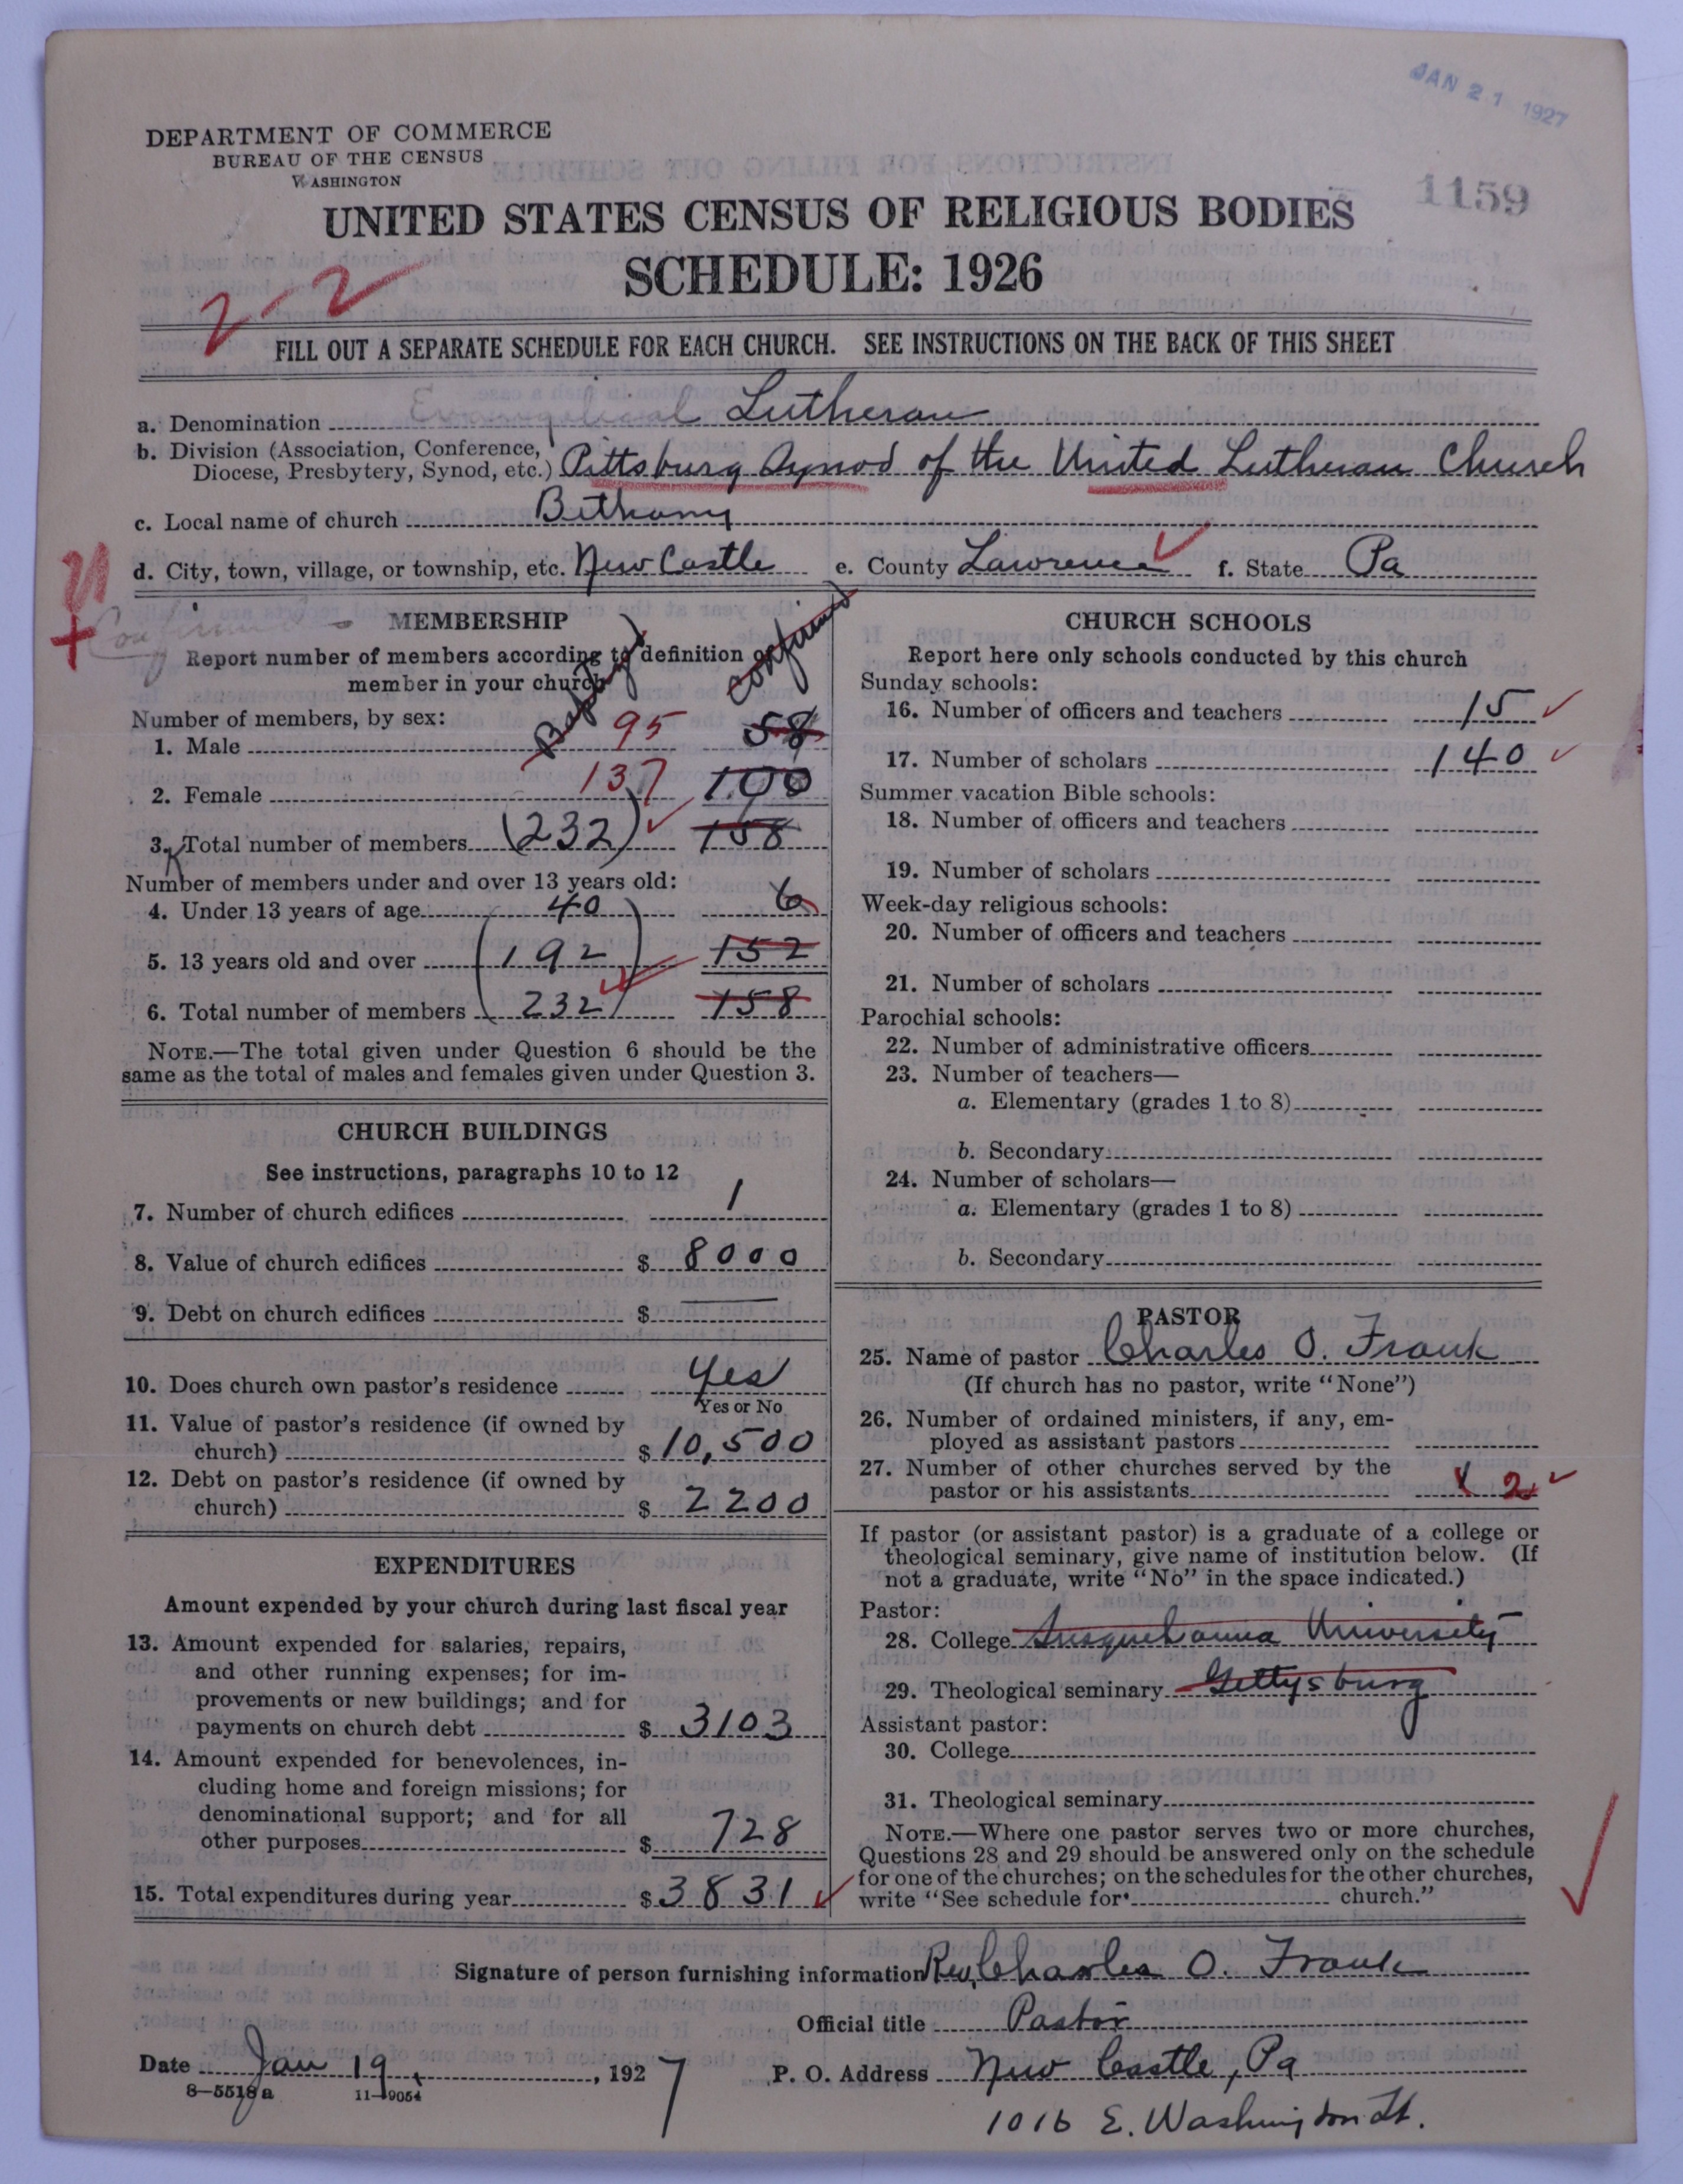 JAN 21 1927
DEPARTMENT OF COMMERCE
BUREAU OF THE CENSUS
WASHINGTON
1159
UNITED STATES CENSUS OF RELIGIOUS BODIES
SCHEDULE: 1926
2-2
FILL OUT A SEPARATE SCHEDULE FOR EACH CHURCH. SEE INSTRUCTIONS ON THE BACK OF THIS SHEET
a. Denomination Evangelical Lutheran
b. Division (Association, Conference, Diocese, Presbytery, Synod, etc.) Pittsburg Synod of the United Lutheran Church
c. Local name of church Bethany
d. City, town, village, or township, etc. New Castle e. County Lawrence f. State Pa
MEMBERSHIP
Report number of members according to definition of
member in your church
Baptized confirmed
Number of members, by sex:
1. Male 95 58
2. Female 137 100
3. Total number of members (232) 158
Number of members under and over 13 years old:
4. Under 13 years of age 40 6
5. 13 years old and over 192 152
6. Total number of members 232 158
NOTE.—The total given under Question 6 should be the
same as the total of males and females given under Question 3.
CHURCH BUILDINGS
See instructions, paragraphs 10 to 12
7. Number of church edifices 1
8. Value of church edifices $ 8000
9. Debt on church edifices $ —
10. Does church own pastor's residence Yes
Yes or No
11. Value of pastor's residence (if owned by
church) $ 10,500
12. Debt on pastor's residence (if owned by
church) $ 2200
EXPENDITURES
Amount expended by your church during last fiscal year
13. Amount expended for salaries, repairs,
and other running expenses; for im-
provements or new buildings; and for
payments on church debt $ 3103
14. Amount expended for benevolences, in-
cluding home and foreign missions; for
denominational support; and for all
other purposes $ 728
15. Total expenditures during year $ 3831
CHURCH SCHOOLS
Report here only schools conducted by this church
Sunday schools:
16. Number of officers and teachers 15
17. Number of scholars 140
Summer vacation Bible schools:
18. Number of officers and teachers
19. Number of scholars
Week-day religious schools:
20. Number of officers and teachers
21. Number of scholars
Parochial schools:
22. Number of administrative officers
23. Number of teachers—
a. Elementary (grades 1 to 8)
b. Secondary
24. Number of scholars—
a. Elementary (grades 1 to 8)
b. Secondary
PASTOR
25. Name of pastor Charles O. Frank
(If church has no pastor, write "None")
26. Number of ordained ministers, if any, em-
ployed as assistant pastors
27. Number of other churches served by the
pastor or his assistants 2
If pastor (or assistant pastor) is a graduate of a college or
theological seminary, give name of institution below. (If
not a graduate, write "No" in the space indicated.)
Pastor:
28. College Susquehanna University
29. Theological seminary Gettysburg
Assistant pastor:
30. College
31. Theological seminary
NOTE.—Where one pastor serves two or more churches,
Questions 28 and 29 should be answered only on the schedule
for one of the churches; on the schedules for the other churches,
write "See schedule for church."
Signature of person furnishing information Rev. Charles O. Frank
Official title Pastor
Date Jan 19, 1927 P. O. Address New Castle, Pa
8-5518a 11-9054
1016 E. Washington St.